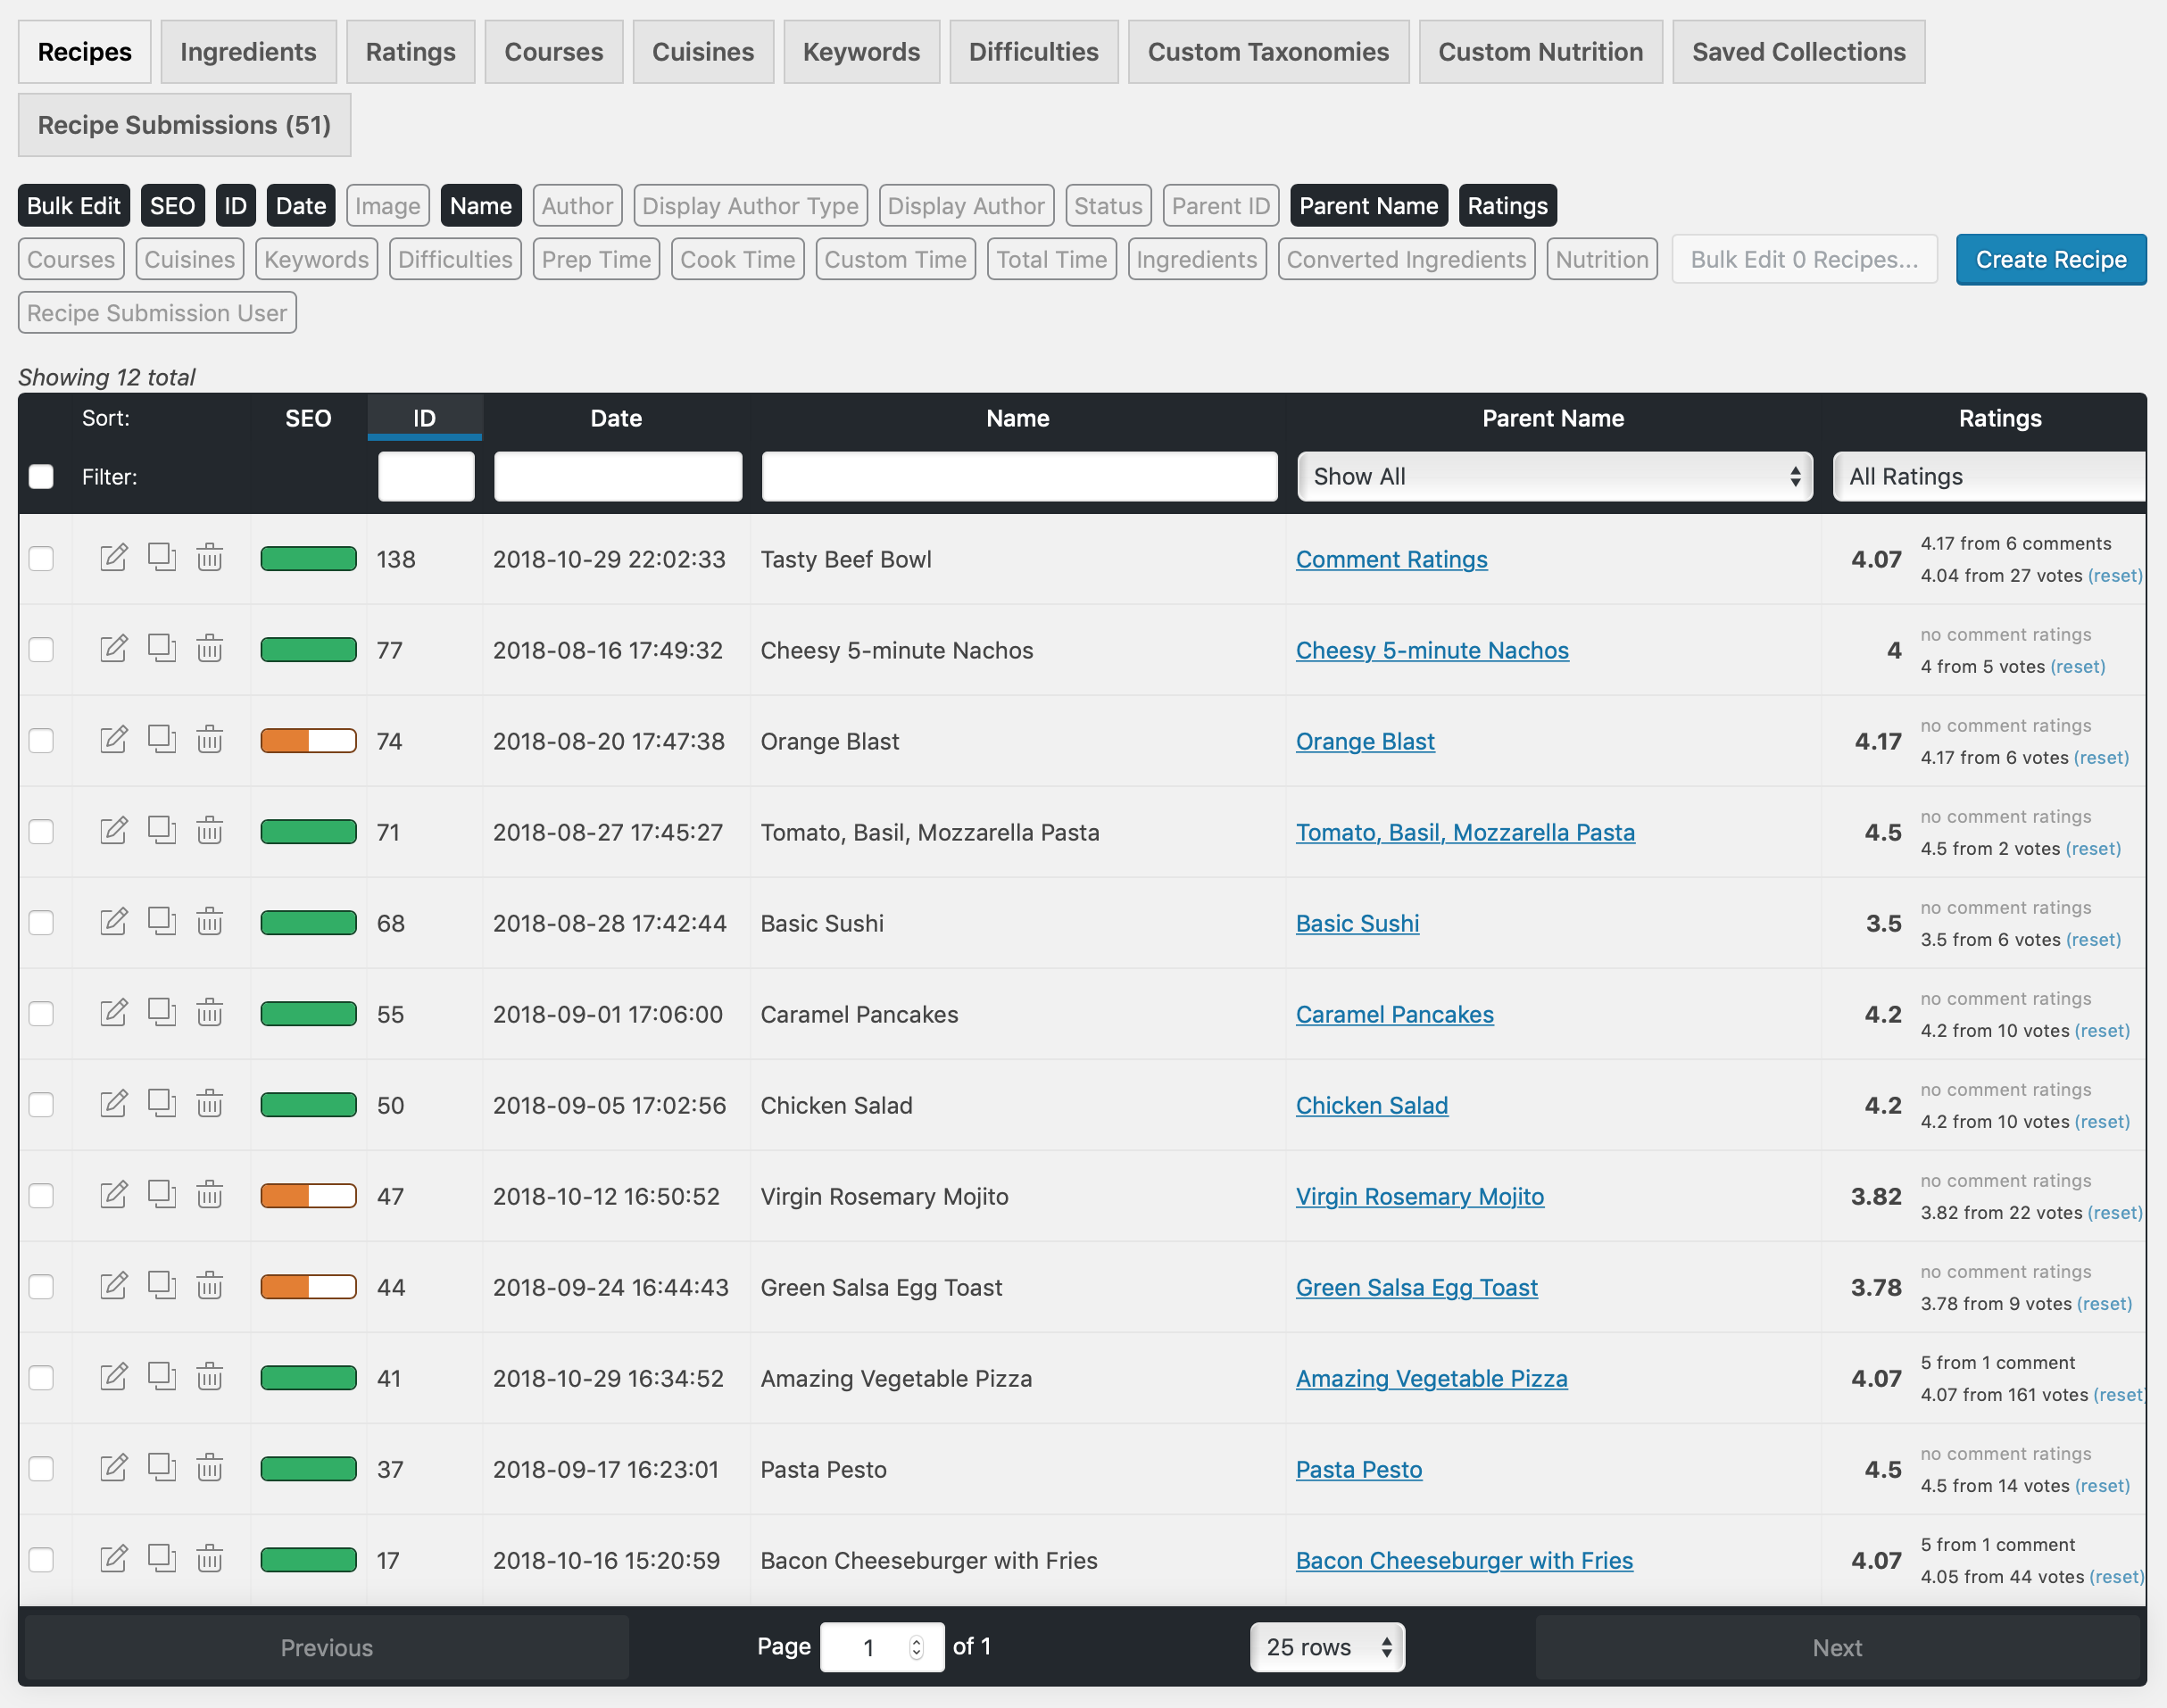 Recipes Ingredients Ratings Courses Cuisines Keywords Difficulties Custom Taxonomies Custom Nutrition Saved Collections
Recipe Submissions (51)
Bulk Edit SEO ID Date Image Name Author Display Author Type Display Author Status Parent ID Parent Name Ratings
Courses Cuisines Keywords Difficulties Prep Time Cook Time Custom Time Total Time Ingredients Converted Ingredients Nutrition Bulk Edit 0 Recipes... Create Recipe
Recipe Submission User
Showing 12 total
Sort: SEO ID Date Name Parent Name Ratings
Filter: Show All All Ratings
138 2018-10-29 22:02:33 Tasty Beef Bowl Comment Ratings 4.07 4.17 from 6 comments
4.04 from 27 votes (reset)
77 2018-08-16 17:49:32 Cheesy 5-minute Nachos Cheesy 5-minute Nachos 4 no comment ratings
4 from 5 votes (reset)
74 2018-08-20 17:47:38 Orange Blast Orange Blast 4.17 no comment ratings
4.17 from 6 votes (reset)
71 2018-08-27 17:45:27 Tomato, Basil, Mozzarella Pasta Tomato, Basil, Mozzarella Pasta 4.5 no comment ratings
4.5 from 2 votes (reset)
68 2018-08-28 17:42:44 Basic Sushi Basic Sushi 3.5 no comment ratings
3.5 from 6 votes (reset)
55 2018-09-01 17:06:00 Caramel Pancakes Caramel Pancakes 4.2 no comment ratings
4.2 from 10 votes (reset)
50 2018-09-05 17:02:56 Chicken Salad Chicken Salad 4.2 no comment ratings
4.2 from 10 votes (reset)
47 2018-10-12 16:50:52 Virgin Rosemary Mojito Virgin Rosemary Mojito 3.82 no comment ratings
3.82 from 22 votes (reset)
44 2018-09-24 16:44:43 Green Salsa Egg Toast Green Salsa Egg Toast 3.78 no comment ratings
3.78 from 9 votes (reset)
41 2018-10-29 16:34:52 Amazing Vegetable Pizza Amazing Vegetable Pizza 4.07 5 from 1 comment
4.07 from 161 votes (reset)
37 2018-09-17 16:23:01 Pasta Pesto Pasta Pesto 4.5 no comment ratings
4.5 from 14 votes (reset)
17 2018-10-16 15:20:59 Bacon Cheeseburger with Fries Bacon Cheeseburger with Fries 4.07 5 from 1 comment
4.05 from 44 votes (reset)
Previous Page 1 of 1 25 rows Next